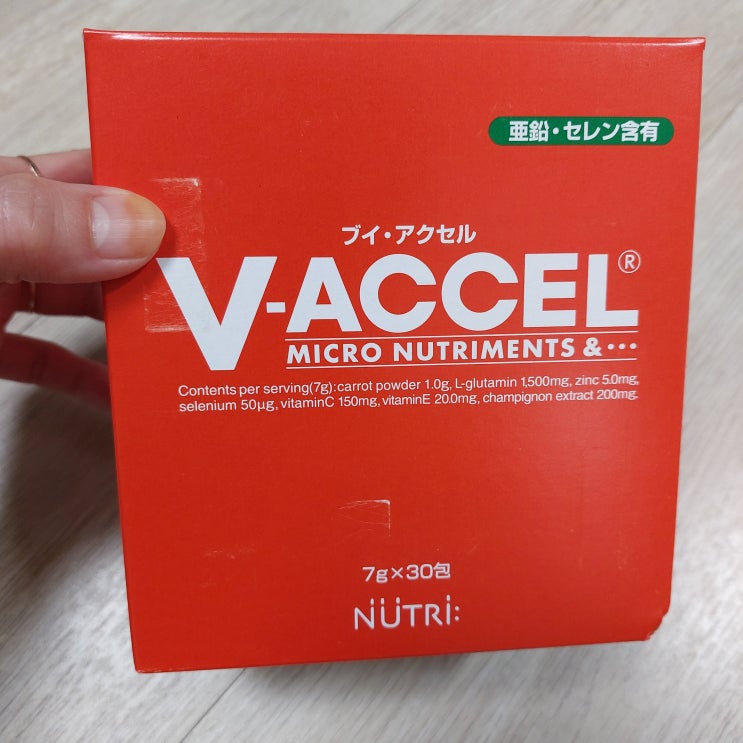 亜鉛・セレン含有
ブイ・アクセル
V-ACCEL®
MICRO NUTRIMENTS &···
Contents per serving(7g):carrot powder 1.0g, L-glutamin 1,500mg, zinc 5.0mg,
selenium 50μg, vitaminC 150mg, vitaminE 20.0mg, champignon extract 200mg.
7g×30包
NÜTRi: